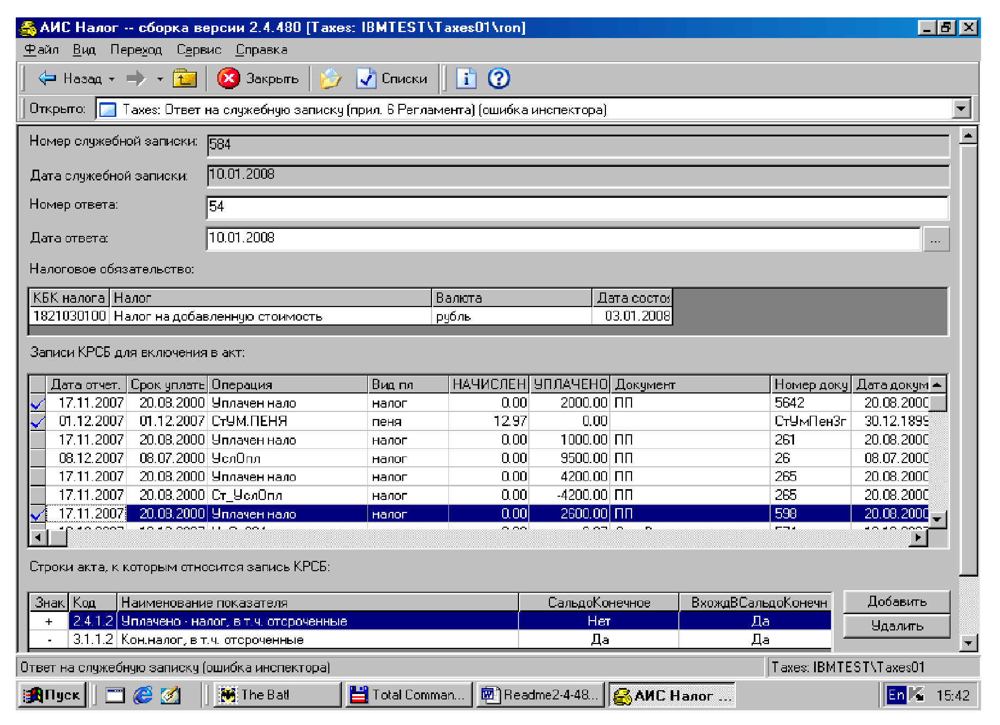 АИС Налог -- сборка версии 2.4.480 [Taxes: IBMTEST\Taxes01\ron]
Файл Вид Переход Сервис Справка
Назад Закрыть Списки
Открыто: Taxes: Ответ на служебную записку (прил. 6 Регламента) (ошибка инспектора)
Номер служебной записки: 584
Дата служебной записки: 10.01.2008
Номер ответа: 54
Дата ответа: 10.01.2008 ...
Налоговое обязательство:
КБК налога Налог Валюта Дата состоя
1821030100 Налог на добавленную стоимость рубль 03.01.2008
Записи КРСБ для включения в акт:
Дата отчет. Срок уплать Операция Вид пл НАЧИСЛЕН УПЛАЧЕНО Документ Номер доку Дата докум
17.11.2007 20.08.2000 Уплачен нало налог 0.00 2000.00 ПП 5642 20.08.2000
01.12.2007 01.12.2007 СтУМ.ПЕНЯ пеня 12.97 0.00 СтУмПенЗг 30.12.1899
17.11.2007 20.08.2000 Уплачен нало налог 0.00 1000.00 ПП 261 20.08.2000
08.12.2007 08.07.2000 УслОпл налог 0.00 9500.00 ПП 26 08.07.2000
17.11.2007 20.08.2000 Уплачен нало налог 0.00 4200.00 ПП 265 20.08.2000
17.11.2007 20.08.2000 Ст_УслОпл налог 0.00 -4200.00 ПП 265 20.08.2000
17.11.2007 20.08.2000 Уплачен нало налог 0.00 2600.00 ПП 598 20.08.2000
Строки акта, к которым относится запись КРСБ:
Знак Код Наименование показателя СальдоКонечное ВхождВСальдоКонечн Добавить
+ 2.4.1.2 Уплачено - налог, в т.ч. отсроченные Нет Да Удалить
- 3.1.1.2 Кон.налог, в т.ч. отсроченные Да Да
Ответ на служебную записку (ошибка инспектора) Taxes: IBMTEST\Taxes01
Пуск The Bat! Total Comman... Readme2-4-48... АИС Налог ... En 15:42